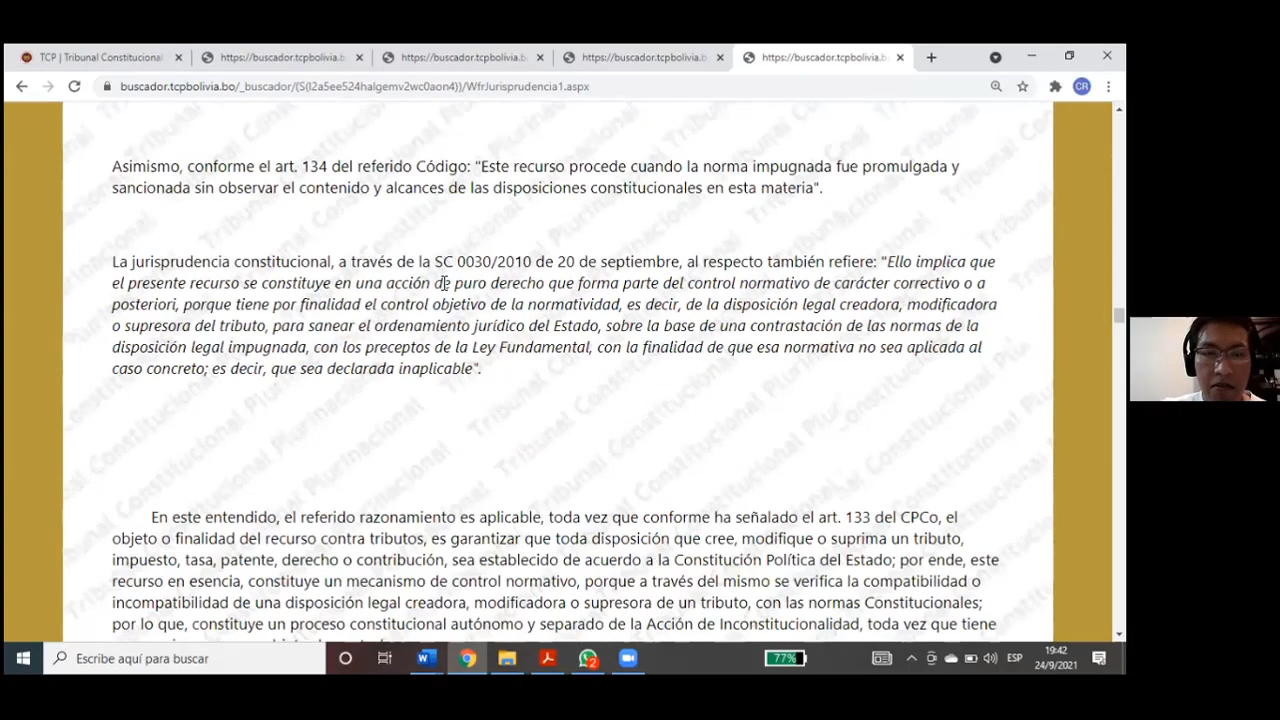 TCP | Tribunal Constitucional
https://buscador.tcpbolivia.b
https://buscador.tcpbolivia.
https://buscador.tcpbolivia.b
https://buscador.tcpbolivia.b
buscador.tcpbolivia.bo/_buscador/(S(l2a5ee524halgemv2wc0aon4))/WfrJurisprudencia1.aspx
CR
Asimismo, conforme el art. 134 del referido Código: "Este recurso procede cuando la norma impugnada fue promulgada y
sancionada sin observar el contenido y alcances de las disposiciones constitucionales en esta materia".
La jurisprudencia constitucional, a través de la SC 0030/2010 de 20 de septiembre, al respecto también refiere: "Ello implica que
el presente recurso se constituye en una acción de puro derecho que forma parte del control normativo de carácter correctivo o a
posteriori, porque tiene por finalidad el control objetivo de la normatividad, es decir, de la disposición legal creadora, modificadora
o supresora del tributo, para sanear el ordenamiento jurídico del Estado, sobre la base de una contrastación de las normas de la
disposición legal impugnada, con los preceptos de la Ley Fundamental, con la finalidad de que esa normativa no sea aplicada al
caso concreto; es decir, que sea declarada inaplicable".
En este entendido, el referido razonamiento es aplicable, toda vez que conforme ha señalado el art. 133 del CPCo, el
objeto o finalidad del recurso contra tributos, es garantizar que toda disposición que cree, modifique o suprima un tributo,
impuesto, tasa, patente, derecho o contribución, sea establecido de acuerdo a la Constitución Política del Estado; por ende, este
recurso en esencia, constituye un mecanismo de control normativo, porque a través del mismo se verifica la compatibilidad o
incompatibilidad de una disposición legal creadora, modificadora o supresora de un tributo, con las normas Constitucionales;
por lo que, constituye un proceso constitucional autónomo y separado de la Acción de Inconstitucionalidad, toda vez que tiene
Escribe aquí para buscar
2
77%
ESP
19:42
24/9/2021